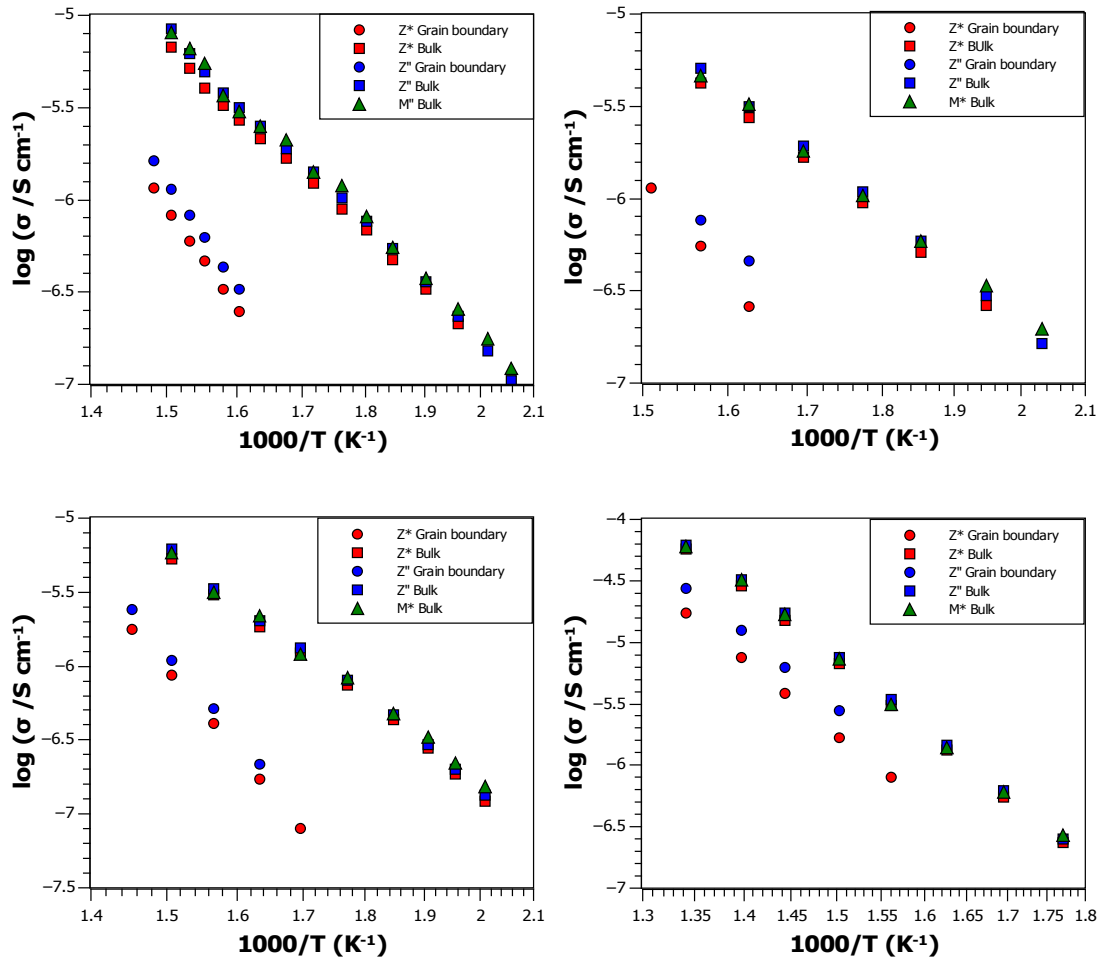 −5
−5.5
−6
−6.5
−7
log (σ /S cm⁻¹)
1.4 1.5 1.6 1.7 1.8 1.9 2 2.1
1000/T (K⁻¹)
Z* Grain boundary
Z* Bulk
Z" Grain boundary
Z" Bulk
M" Bulk
−5
−5.5
−6
−6.5
−7
log (σ /S cm⁻¹)
1.5 1.6 1.7 1.8 1.9 2 2.1
1000/T (K⁻¹)
Z* Grain boundary
Z* BUlk
Z" Grain boundary
Z" Bulk
M* Bulk
−5
−5.5
−6
−6.5
−7
−7.5
log (σ /S cm⁻¹)
1.4 1.5 1.6 1.7 1.8 1.9 2 2.1
1000/T (K⁻¹)
Z* Grain boundary
Z* Bulk
Z" Grain boundary
Z" Bulk
M* Bulk
−4
−4.5
−5
−5.5
−6
−6.5
−7
log (σ /S cm⁻¹)
1.3 1.35 1.4 1.45 1.5 1.55 1.6 1.65 1.7 1.75 1.8
1000/T (K⁻¹)
Z* Grain boundary
Z* Bulk
Z" Grain boundary
Z" Bulk
M* Bulk